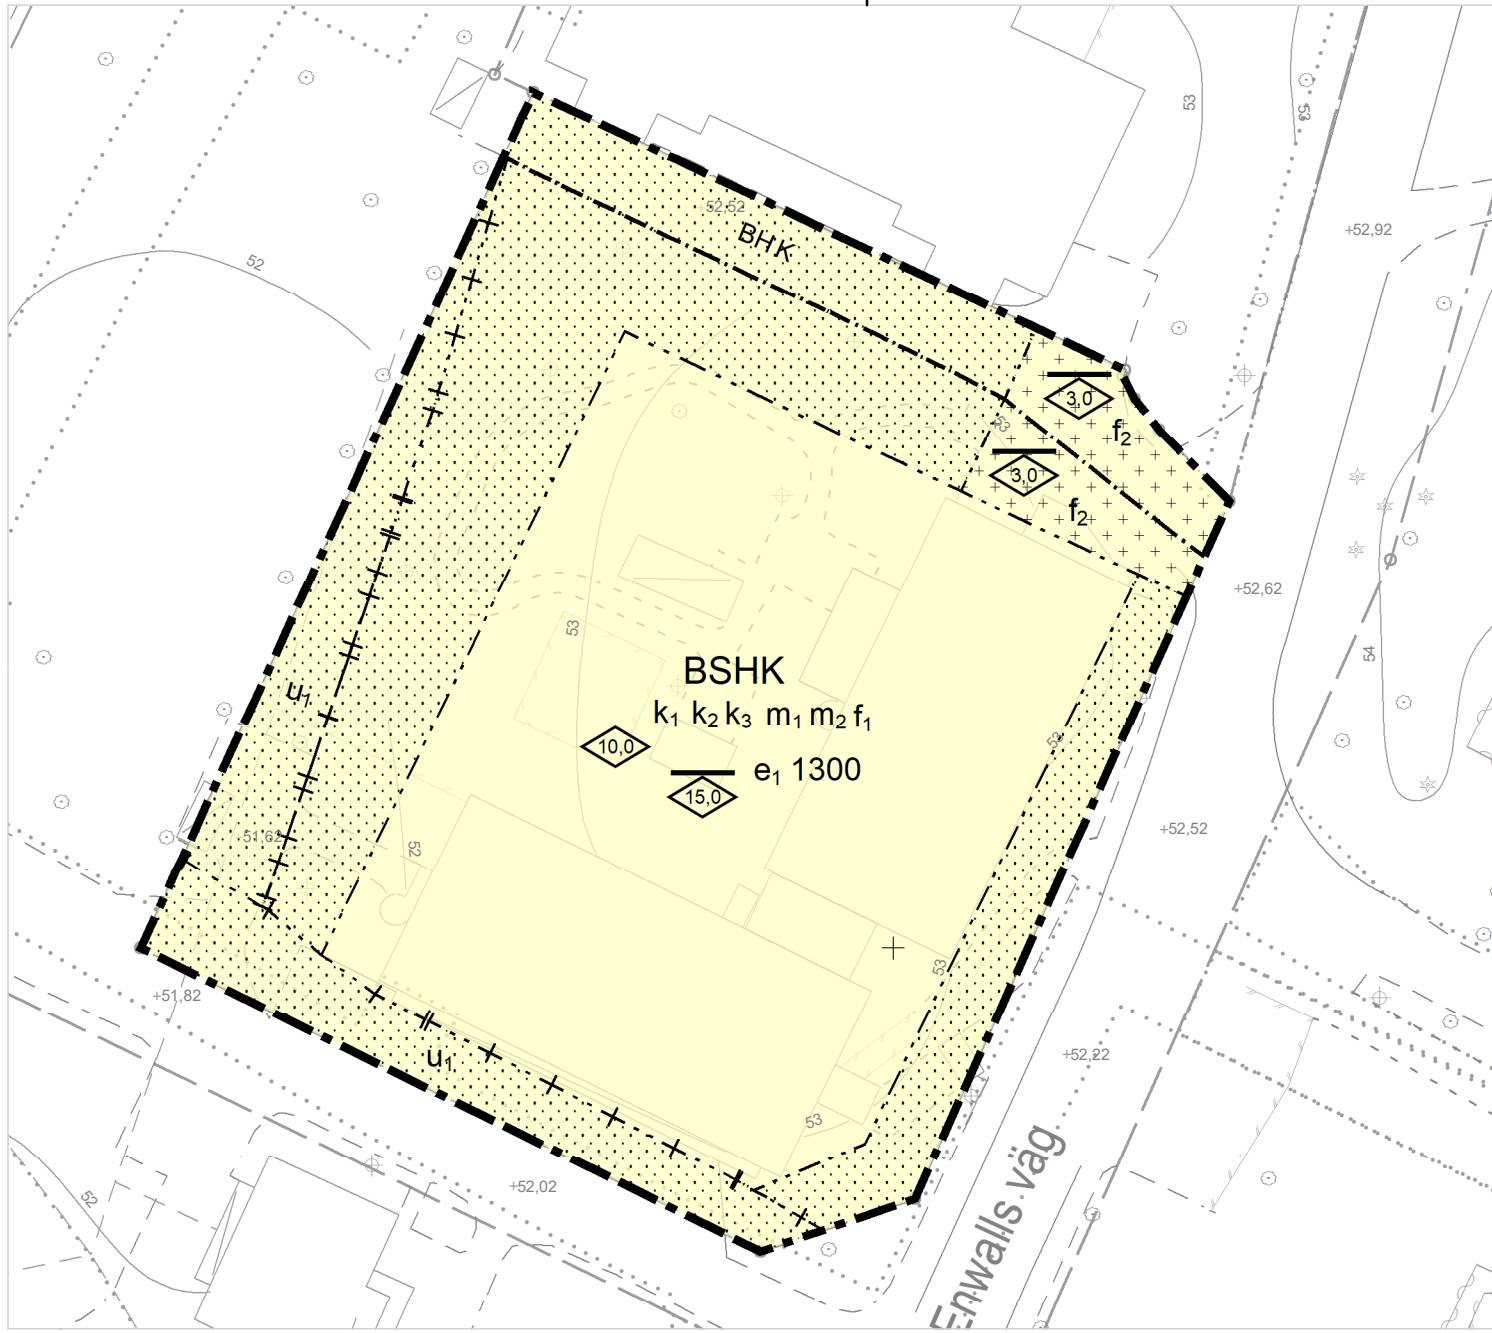 53
53
52,52
BHK
+52,92
52
3,0
f₂
53
3,0
f₂
+52,62
53
54
BSHK
u₁
k₁ k₂ k₃ m₁ m₂ f₁
10,0
53
e₁ 1300
15,0
+52,52
51,62
52
53
+51,82
u₁
+52,22
53
+52,02
52
Enwalls väg